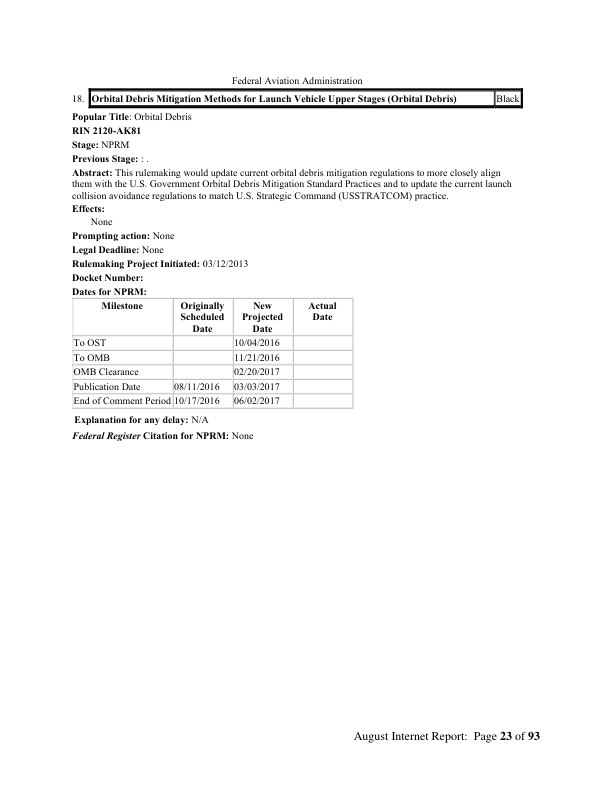 Federal Aviation Administration
18. Orbital Debris Mitigation Methods for Launch Vehicle Upper Stages (Orbital Debris) Black
Popular Title: Orbital Debris
RIN 2120-AK81
Stage: NPRM
Previous Stage: : .
Abstract: This rulemaking would update current orbital debris mitigation regulations to more closely align
them with the U.S. Government Orbital Debris Mitigation Standard Practices and to update the current launch
collision avoidance regulations to match U.S. Strategic Command (USSTRATCOM) practice.
Effects:
None
Prompting action: None
Legal Deadline: None
Rulemaking Project Initiated: 03/12/2013
Docket Number:
Dates for NPRM:
Milestone Originally New Actual
Scheduled Projected Date
Date Date
To OST 10/04/2016
To OMB 11/21/2016
OMB Clearance 02/20/2017
Publication Date 08/11/2016 03/03/2017
End of Comment Period 10/17/2016 06/02/2017
Explanation for any delay: N/A
Federal Register Citation for NPRM: None
August Internet Report: Page 23 of 93